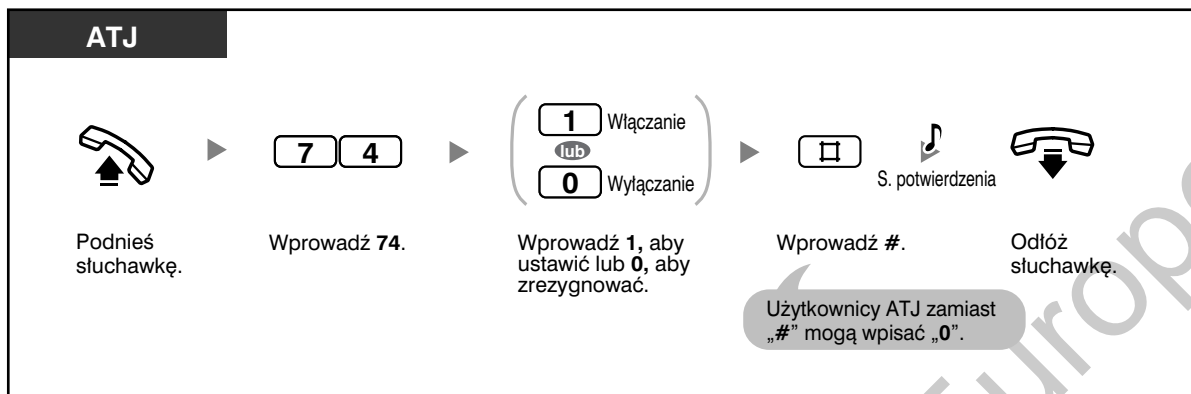 ATJ
7 4
1 Włączanie
lub
0 Wyłączanie
S. potwierdzenia
Podnieś
słuchawkę.
Wprowadź 74.
Wprowadź 1, aby
ustawić lub 0, aby
zrezygnować.
Wprowadź #.
Odłóż
słuchawkę.
Użytkownicy ATJ zamiast
„#” mogą wpisać „0”.